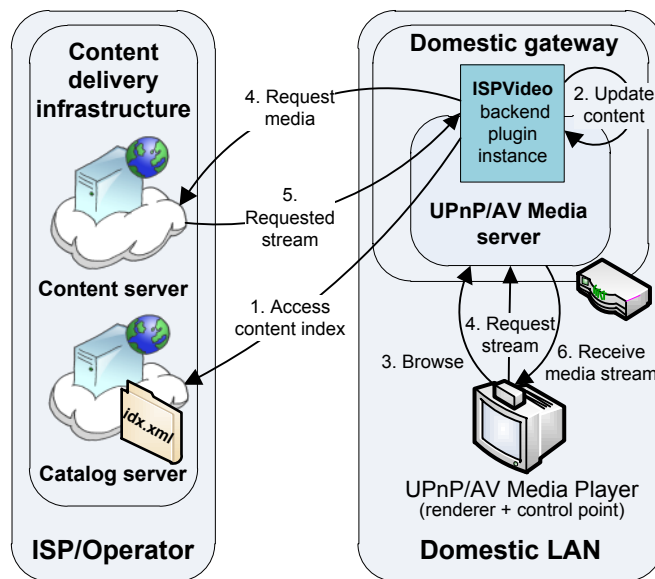 Content
delivery
infrastructure
Content server
idx.xml
Catalog server
ISP/Operator
4. Request
media
5.
Requested
stream
1. Access
content index
Domestic gateway
ISPVideo
backend
plugin
instance
2. Update
content
UPnP/AV Media
server
3. Browse
4. Request
stream
6. Receive
media stream
UPnP/AV Media Player
(renderer + control point)
Domestic LAN